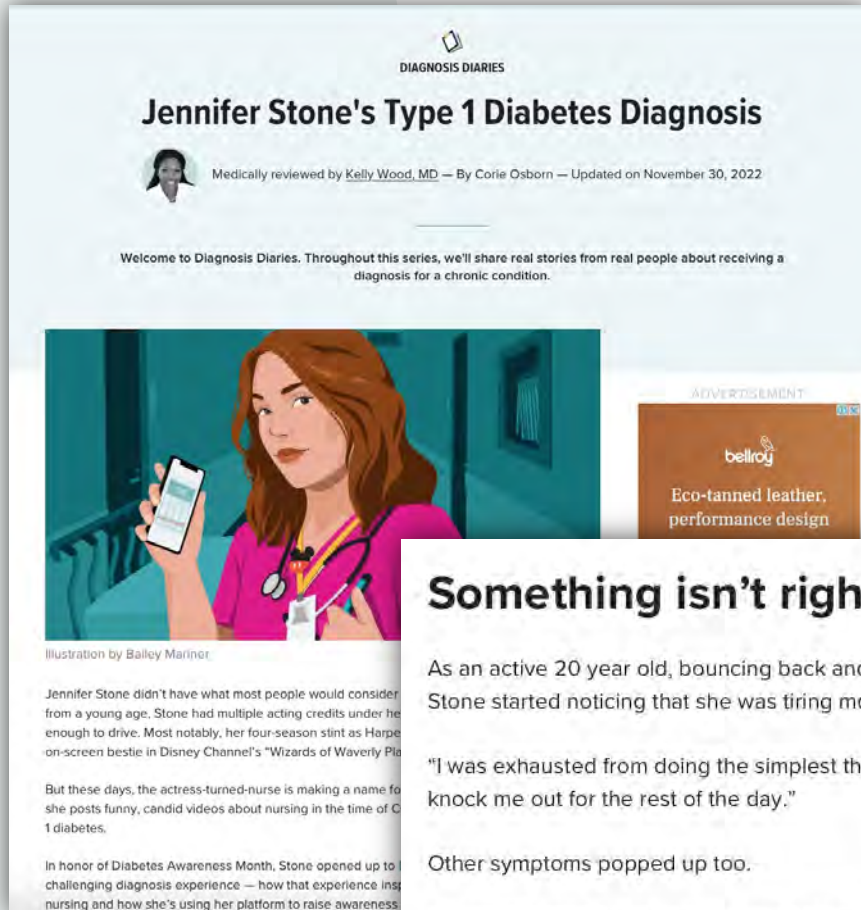 DIAGNOSIS DIARIES
Jennifer Stone's Type 1 Diabetes Diagnosis
Medically reviewed by Kelly Wood, MD — By Corie Osborn — Updated on November 30, 2022
Welcome to Diagnosis Diaries. Throughout this series, we'll share real stories from real people about receiving a
diagnosis for a chronic condition.
ADVERTISEMENT
bellroy
Eco-tanned leather,
performance design
Illustration by Bailey Mariner
Jennifer Stone didn't have what most people would consider
from a young age, Stone had multiple acting credits under he
enough to drive. Most notably, her four-season stint as Harpe
on-screen bestie in Disney Channel's "Wizards of Waverly Pla
But these days, the actress-turned-nurse is making a name fo
she posts funny, candid videos about nursing in the time of C
1 diabetes.
In honor of Diabetes Awareness Month, Stone opened up to
challenging diagnosis experience — how that experience insp
nursing and how she's using her platform to raise awareness
Something isn't righ
As an active 20 year old, bouncing back and
Stone started noticing that she was tiring mo
"I was exhausted from doing the simplest th
knock me out for the rest of the day."
Other symptoms popped up too.